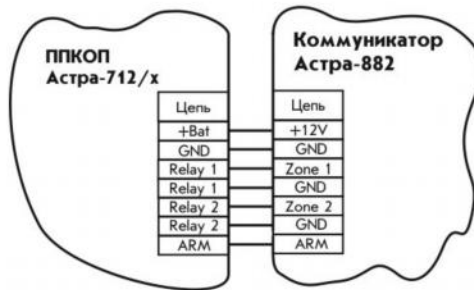 ППКОП
Астра-712/х
Цепь
+Bat
GND
Relay 1
Relay 1
Relay 2
Relay 2
ARM
Коммуникатор
Астра-882
Цепь
+12V
GND
Zone 1
GND
Zone 2
GND
ARM